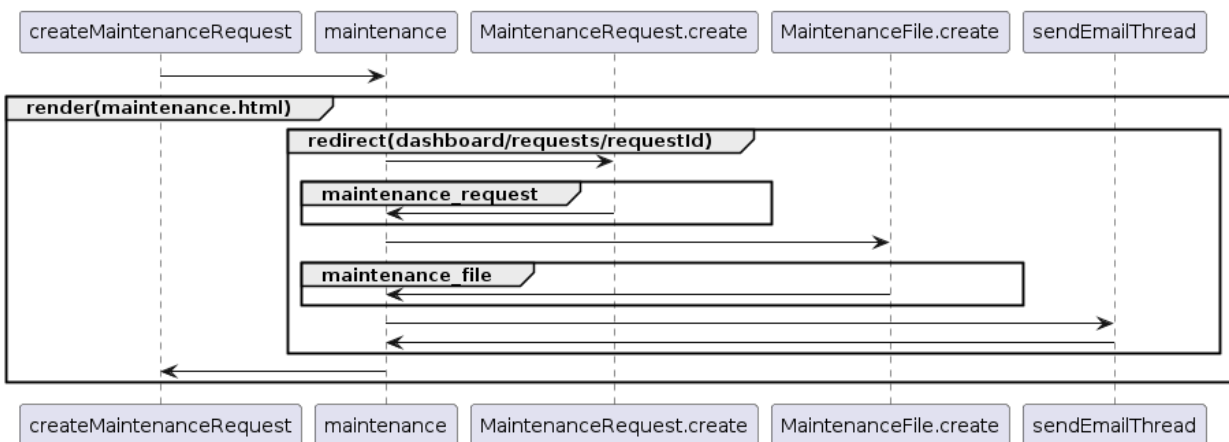 createMaintenanceRequest maintenance MaintenanceRequest.create MaintenanceFile.create sendEmailThread
render(maintenance.html)
redirect(dashboard/requests/requestId)
maintenance_request
maintenance_file
createMaintenanceRequest maintenance MaintenanceRequest.create MaintenanceFile.create sendEmailThread